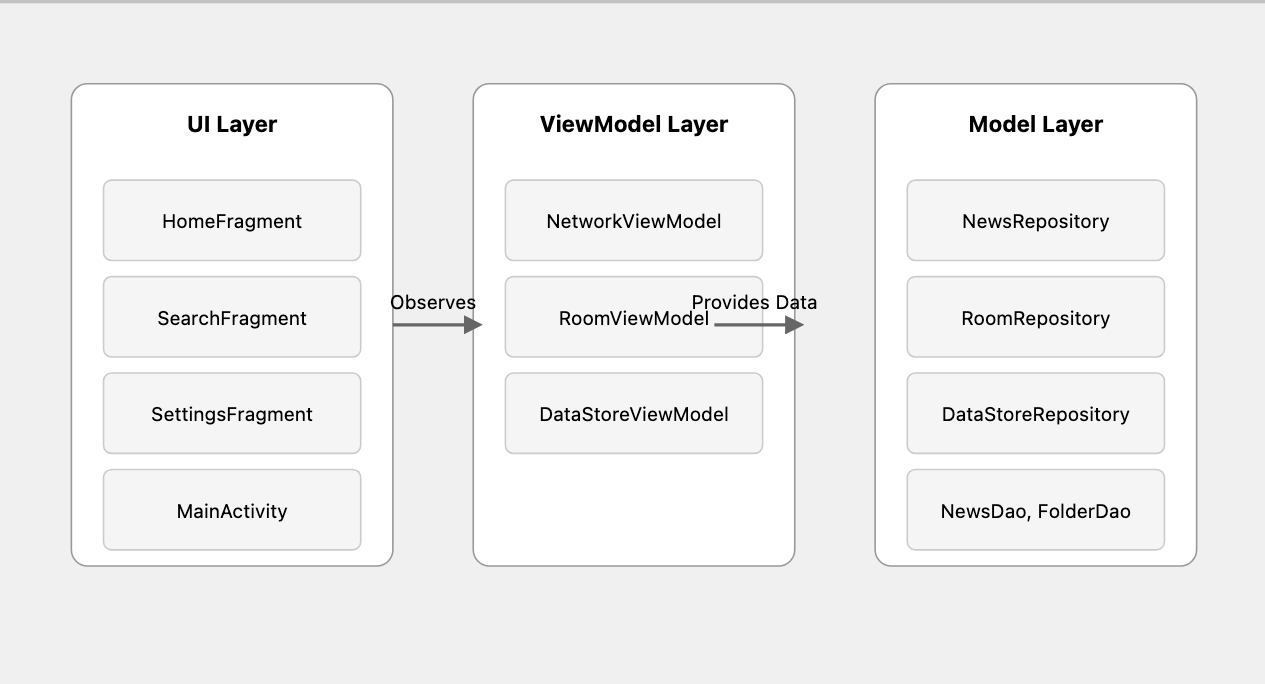 UI Layer
HomeFragment
SearchFragment
SettingsFragment
MainActivity
Observes
ViewModel Layer
NetworkViewModel
RoomViewModel
DataStoreViewModel
Provides Data
Model Layer
NewsRepository
RoomRepository
DataStoreRepository
NewsDao, FolderDao